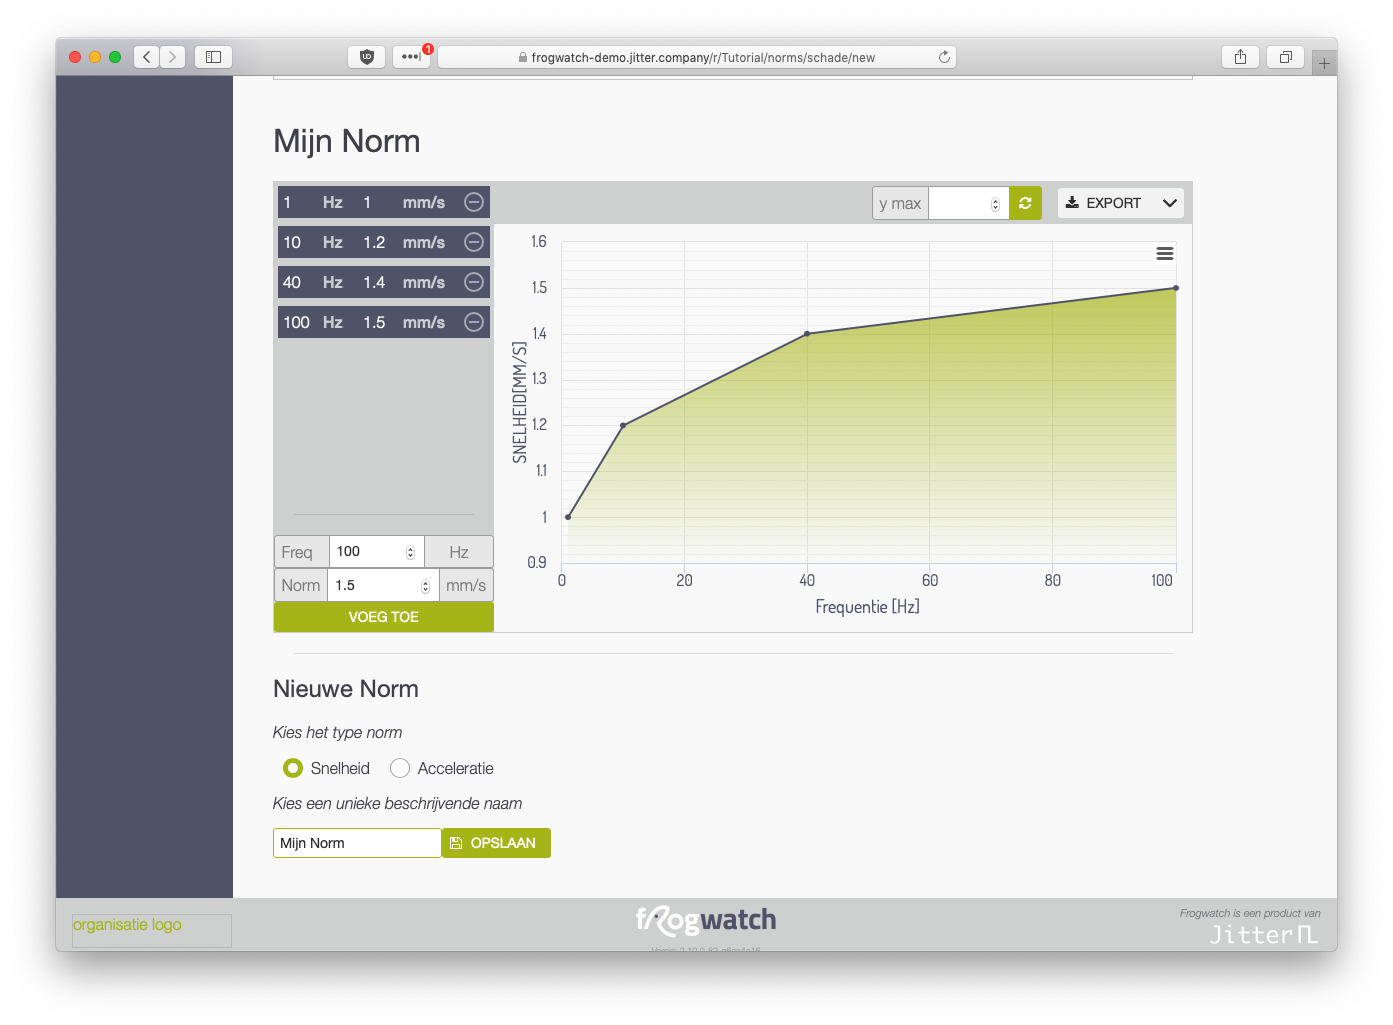 1
frogwatch-demo.jitter.company/r/Tutorial/norms/schade/new
Mijn Norm
1 Hz 1 mm/s
10 Hz 1.2 mm/s
40 Hz 1.4 mm/s
100 Hz 1.5 mm/s
y max
EXPORT
1.6
1.5
1.4
1.3
1.2
1.1
1
0.9
SNELHEID[MM/S]
0 20 40 60 80 100
Frequentie [Hz]
Freq 100 Hz
Norm 1.5 mm/s
VOEG TOE
Nieuwe Norm
Kies het type norm
Snelheid Acceleratie
Kies een unieke beschrijvende naam
Mijn Norm OPSLAAN
organisatie logo
frogwatch
Frogwatch is een product van
Jitter